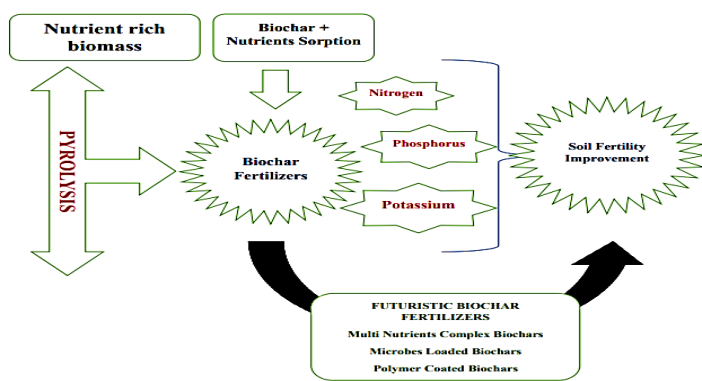 Nutrient rich
biomass
Biochar +
Nutrients Sorption
PYROLYSIS
Biochar
Fertilizers
Nitrogen
Phosphorus
Potassium
Soil Fertility
Improvement
FUTURISTIC BIOCHAR
FERTILIZERS
Multi Nutrients Complex Biochars
Microbes Loaded Biochars
Polymer Coated Biochars